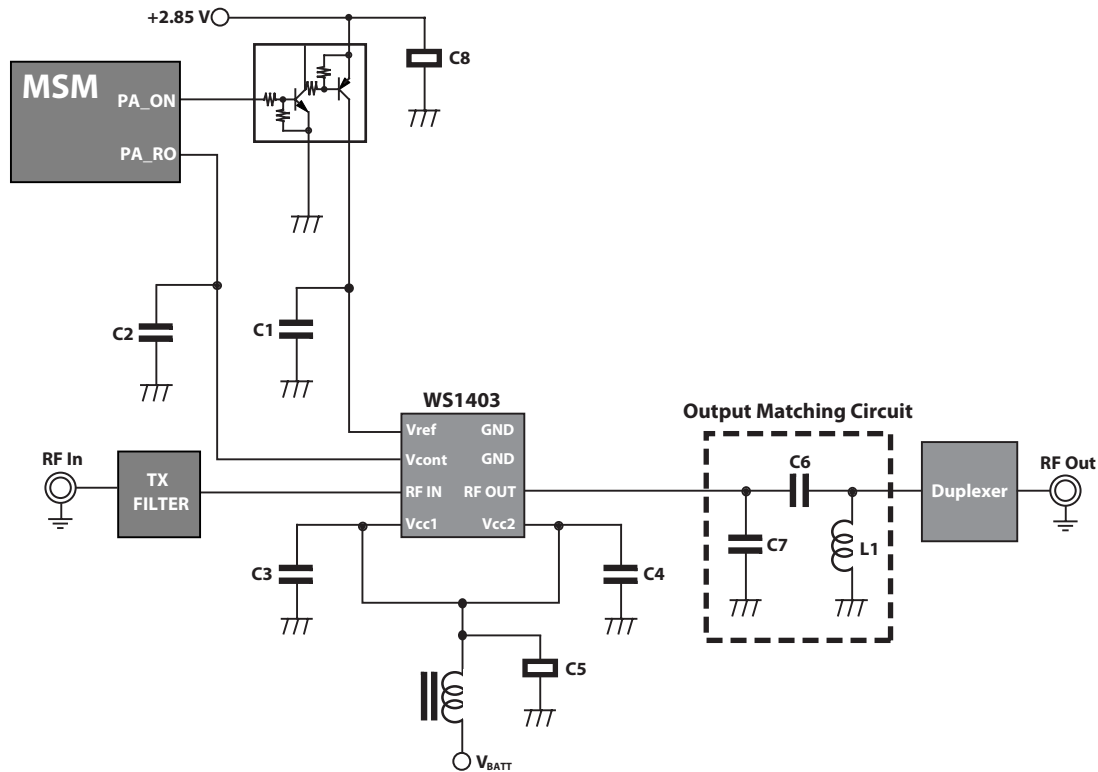 +2.85 V
C8
MSM
PA_ON
PA_RO
C2
C1
WS1403
Vref GND
Vcont GND
RF IN RF OUT
Vcc1 Vcc2
RF In
TX
FILTER
Output Matching Circuit
C6
C7
L1
Duplexer
RF Out
C3
C4
C5
VBATT